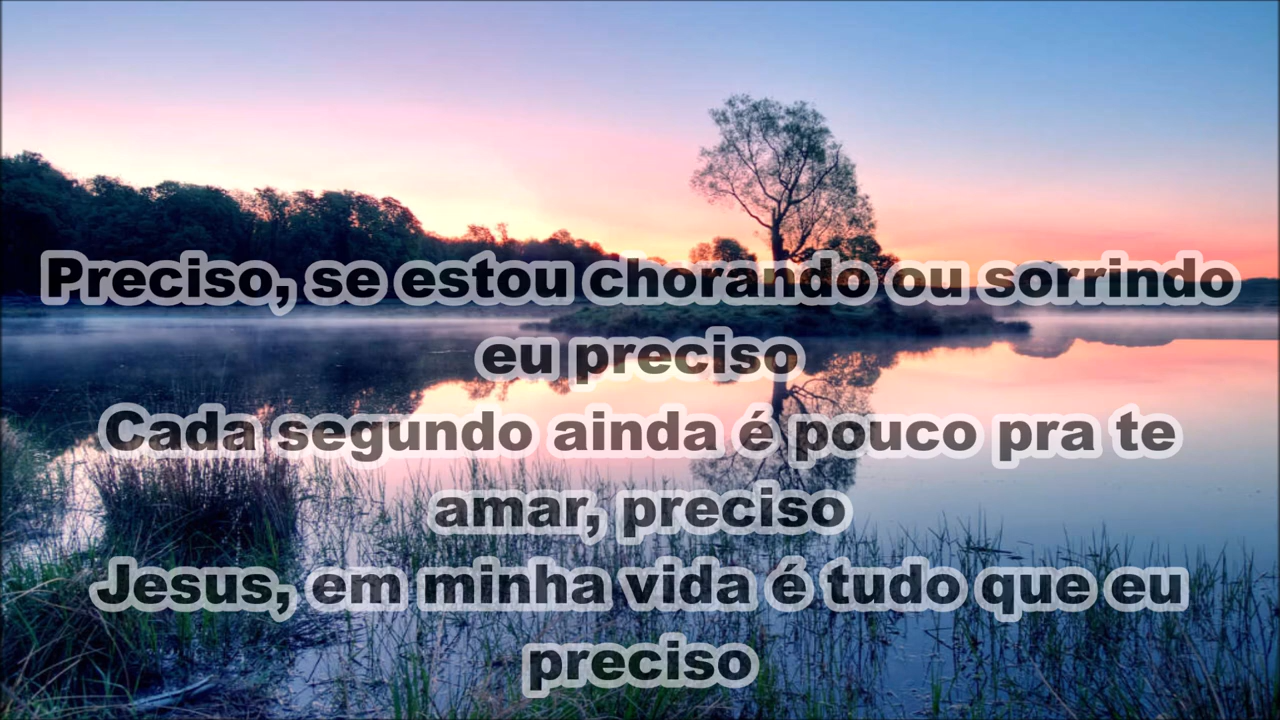 Preciso, se estou chorando ou sorrindo
eu preciso
Cada segundo ainda é pouco pra te
amar, preciso
Jesus, em minha vida é tudo que eu
preciso